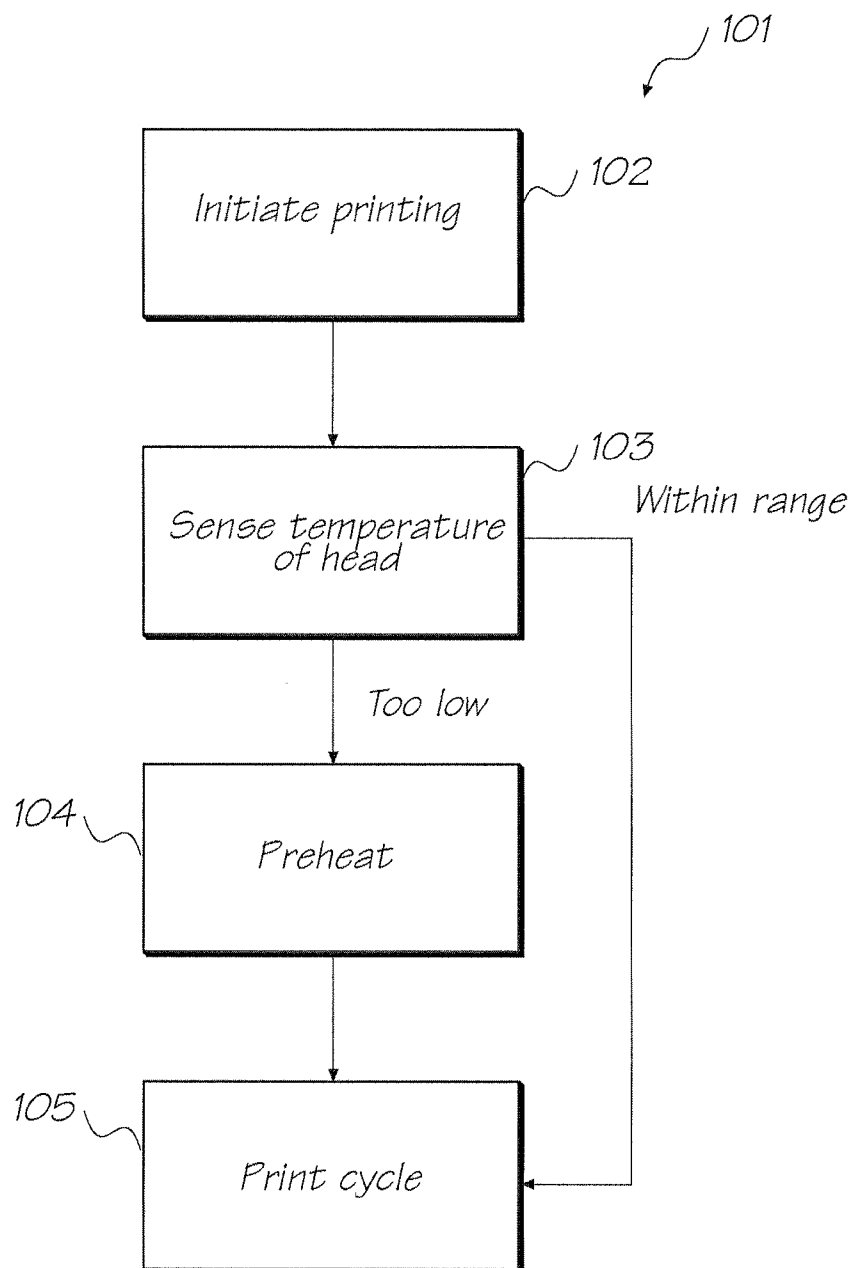 101
Initiate printing
102
103
Within range
Sense temperature
of head
Too low
104
Preheat
105
Print cycle